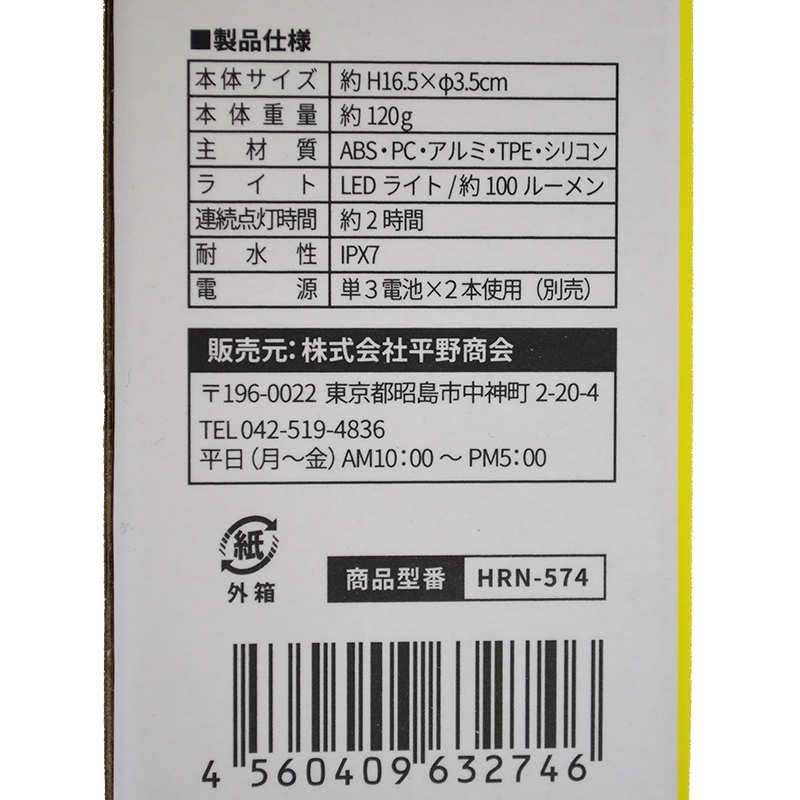 ■製品仕様
本体サイズ 約H16.5×φ3.5cm
本体重量 約120g
主材質 ABS・PC・アルミ・TPE・シリコン
ライト LEDライト/約100ルーメン
連続点灯時間 約2時間
耐水性 IPX7
電源 単3電池×2本使用（別売）
販売元：株式会社平野商会
〒196-0022 東京都昭島市中神町2-20-4
TEL 042-519-4836
平日（月～金）AM10：00 ～ PM5：00
紙
外箱
商品型番 HRN-574
4 560409 632746